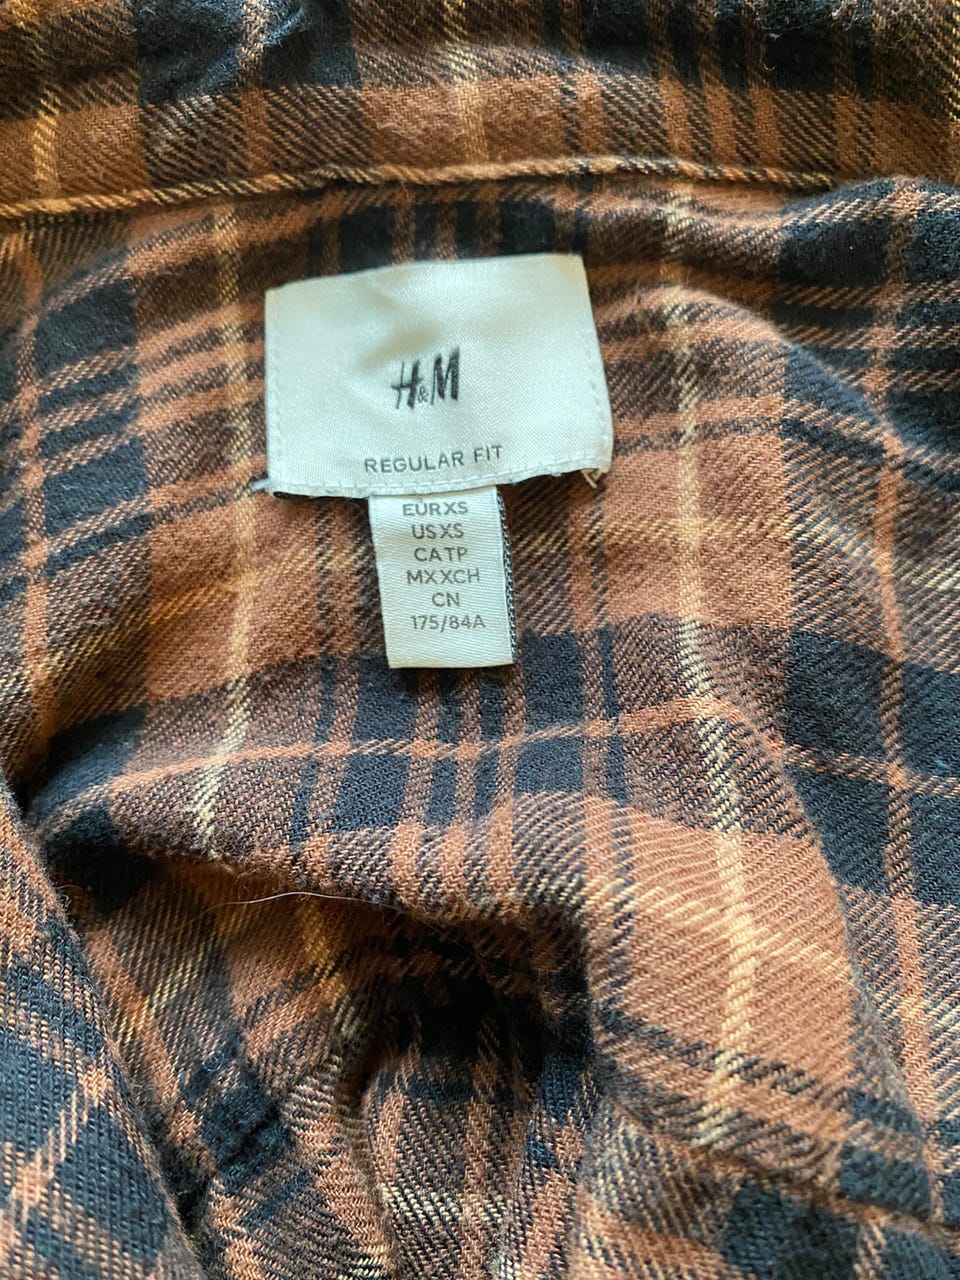 H&M
REGULAR FIT
EUR XS
US XS
CA TP
MX XCH
CN
175/84A